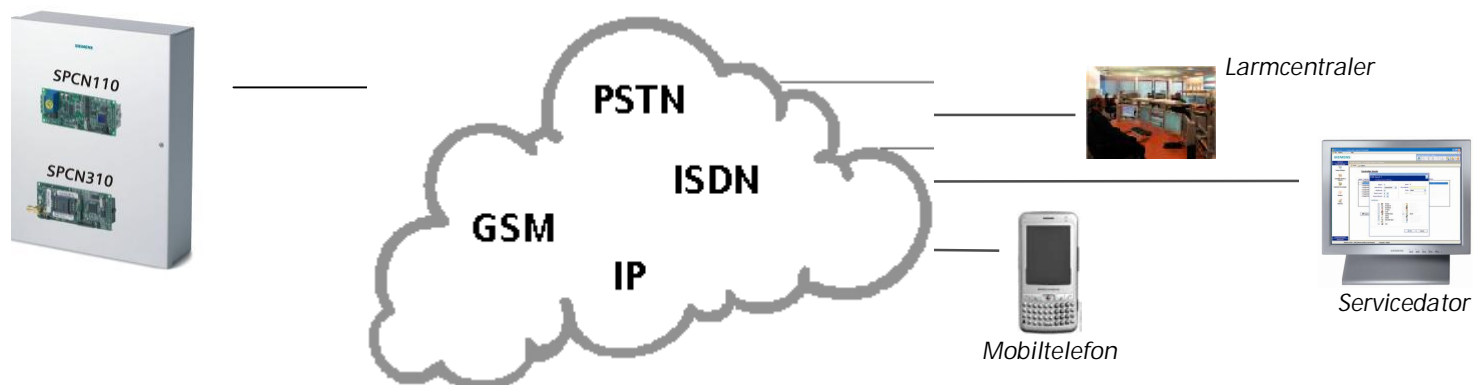 SIEMENS
SPCN110
SPCN310
PSTN
ISDN
GSM
IP
Larmcentraler
Servicedator
Mobiltelefon